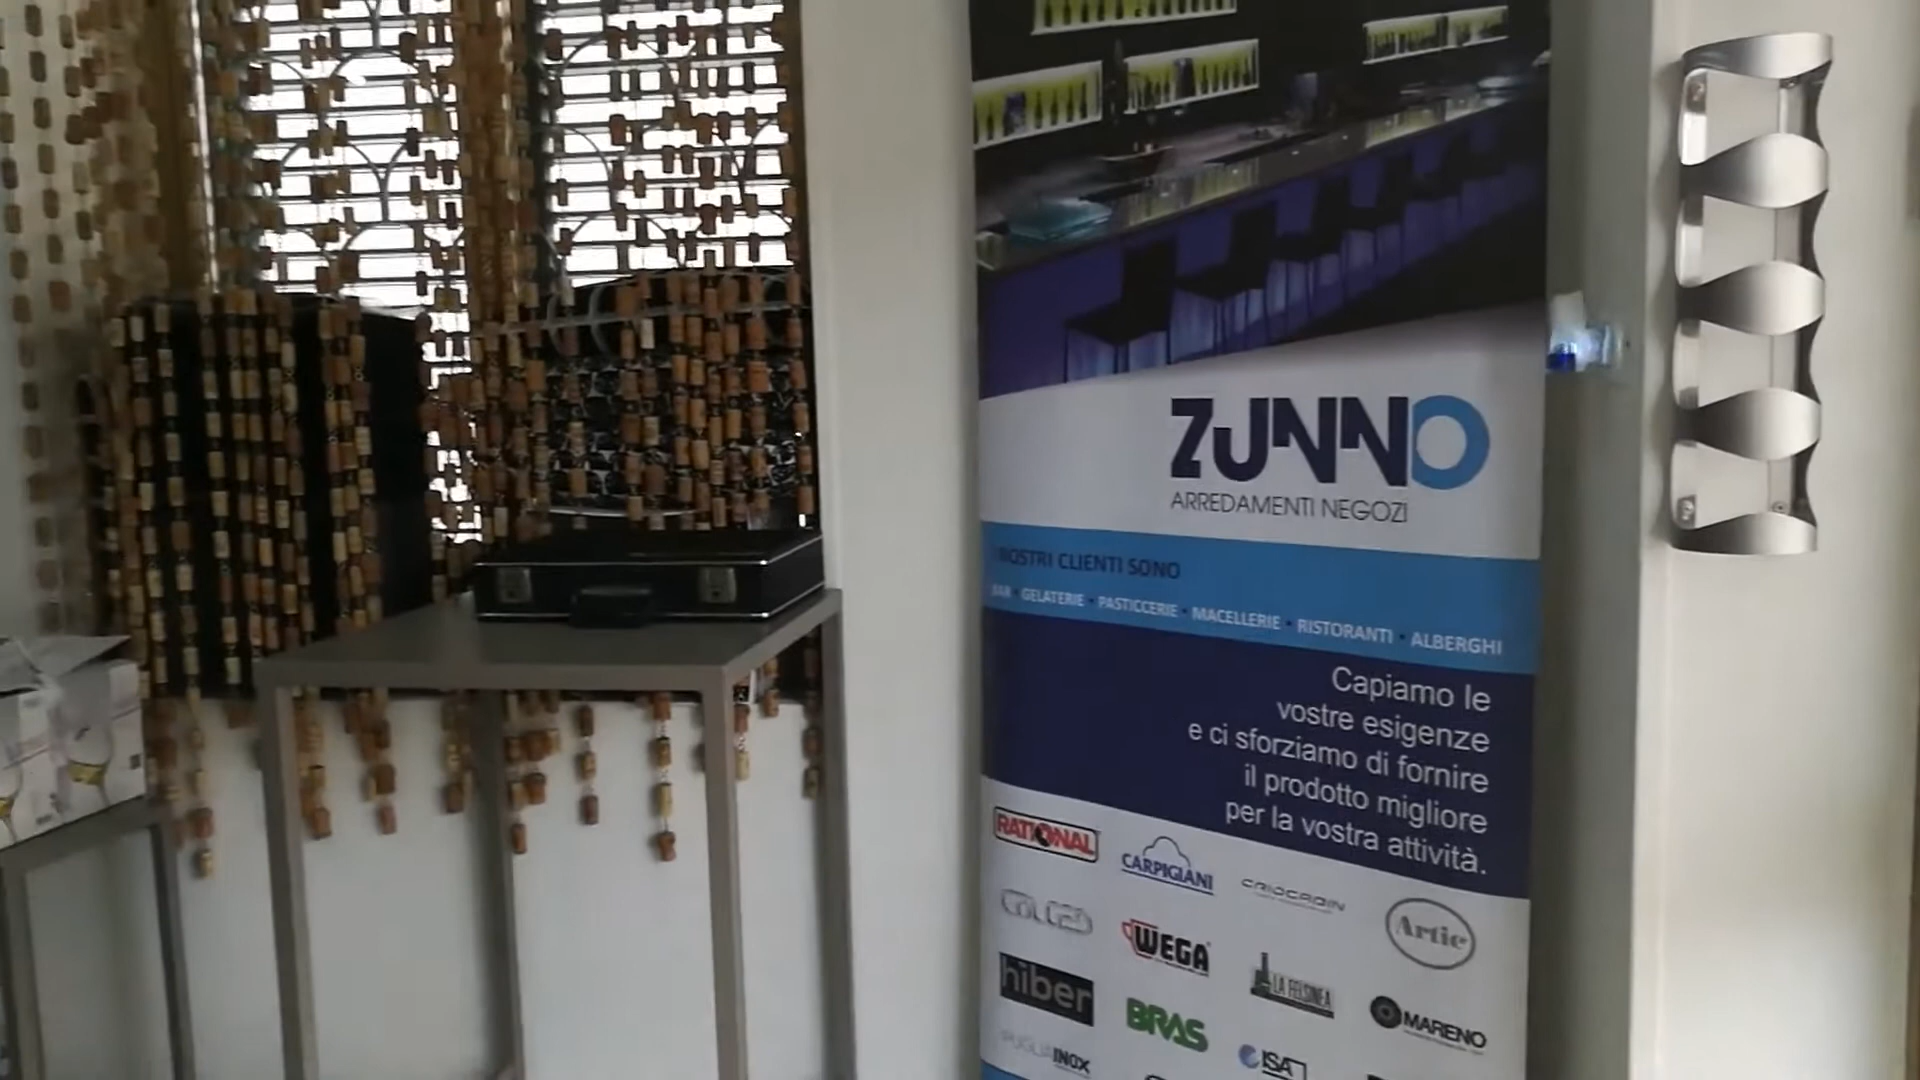 ZUNNO
ARREDAMENTI NEGOZI
I NOSTRI CLIENTI SONO
BAR • GELATERIE • PASTICCERIE • MACELLERIE • RISTORANTI • ALBERGHI
Capiamo le
vostre esigenze
e ci sforziamo di fornire
il prodotto migliore
per la vostra attività.
RATIONAL
CARPIGIANI
CRIOCABIN
Artic
COLGED
WEGA
LA FELSINEA
hiber
BRAS
MARENO
PUGLIAINOX
ISA